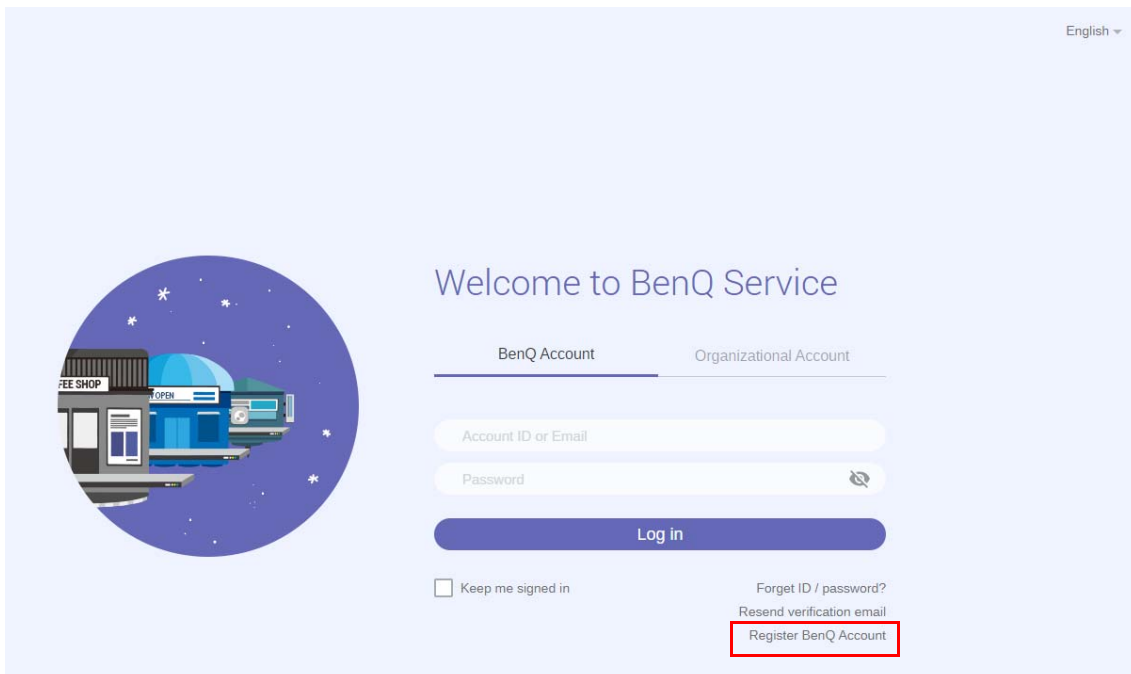 English
Welcome to BenQ Service
BenQ Account
Organizational Account
FEE SHOP
OPEN
Account ID or Email
Password
Log in
Keep me signed in
Forget ID / password?
Resend verification email
Register BenQ Account